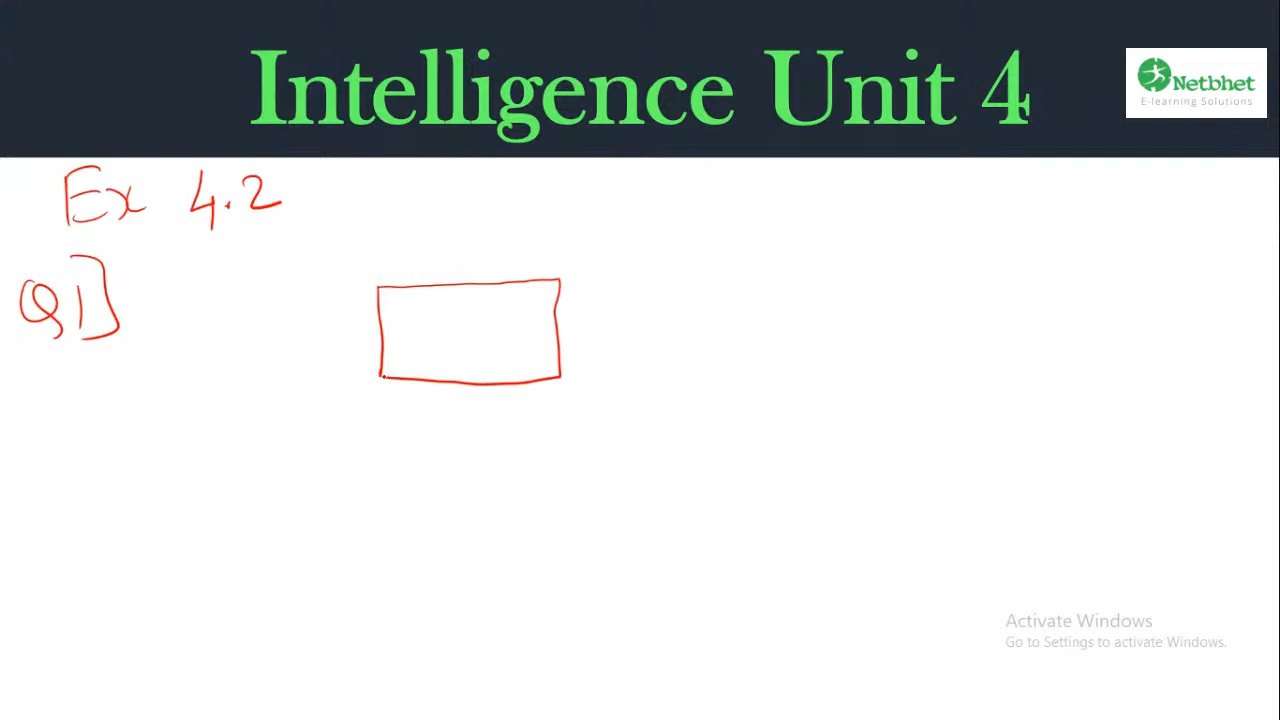 Intelligence Unit 4
Netbhet
E-learning Solutions
Ex 4.2
Q1]
Activate Windows
Go to Settings to activate Windows.